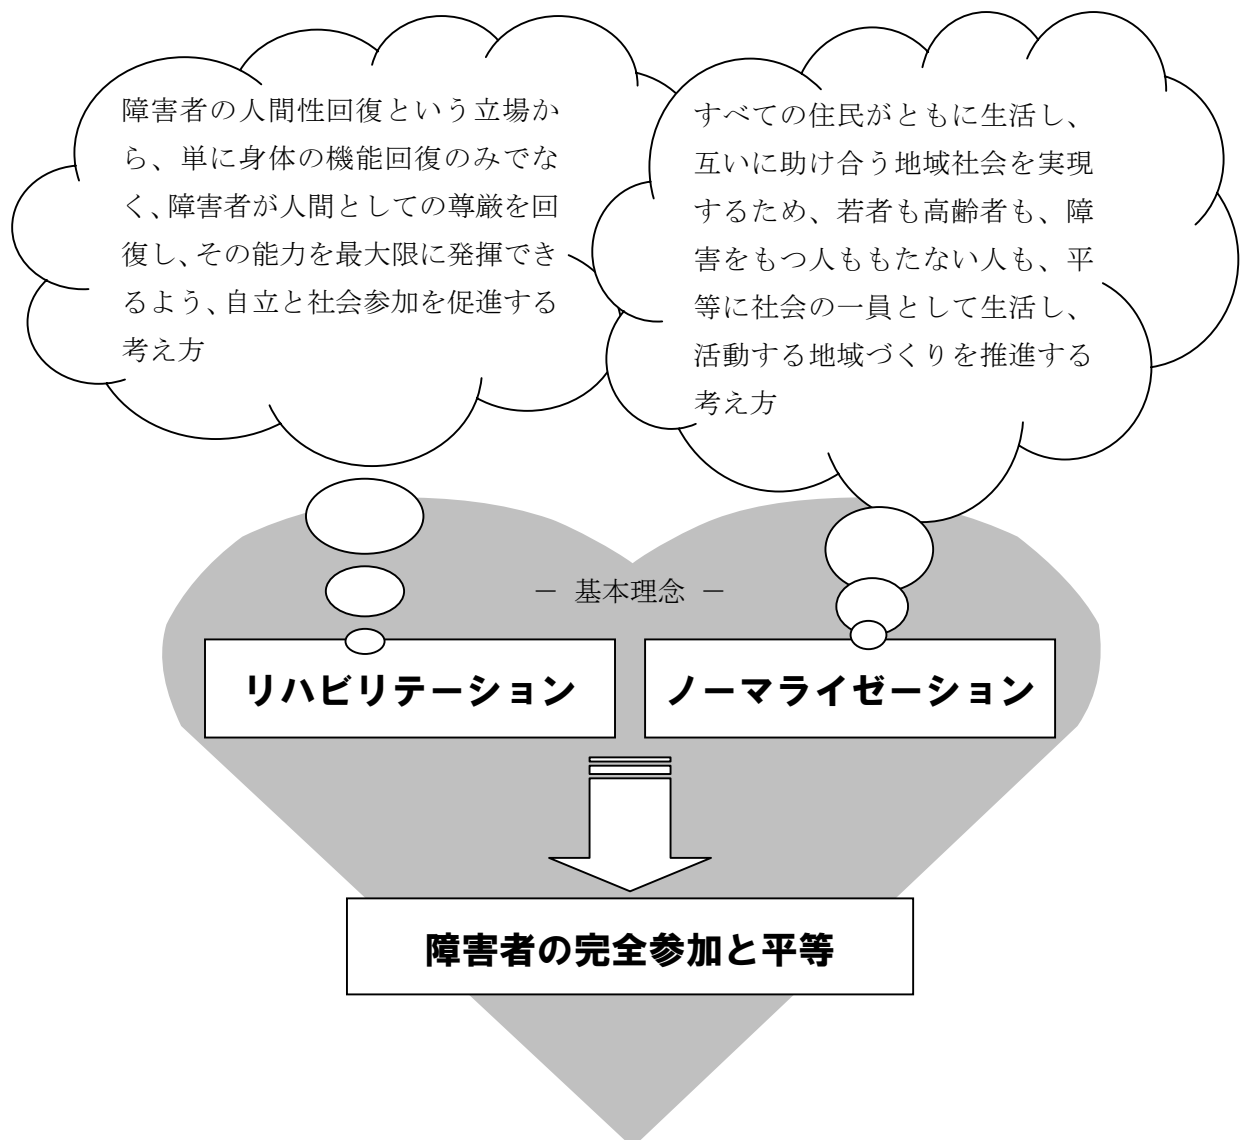 障害者の人間性回復という立場か
ら、単に身体の機能回復のみでな
く、障害者が人間としての尊厳を回
復し、その能力を最大限に発揮でき
るよう、自立と社会参加を促進する
考え方
すべての住民がともに生活し、
互いに助け合う地域社会を実現
するため、若者も高齢者も、障
害をもつ人ももたない人も、平
等に社会の一員として生活し、
活動する地域づくりを推進する
考え方
－ 基本理念 －
リハビリテーション
ノーマライゼーション
障害者の完全参加と平等